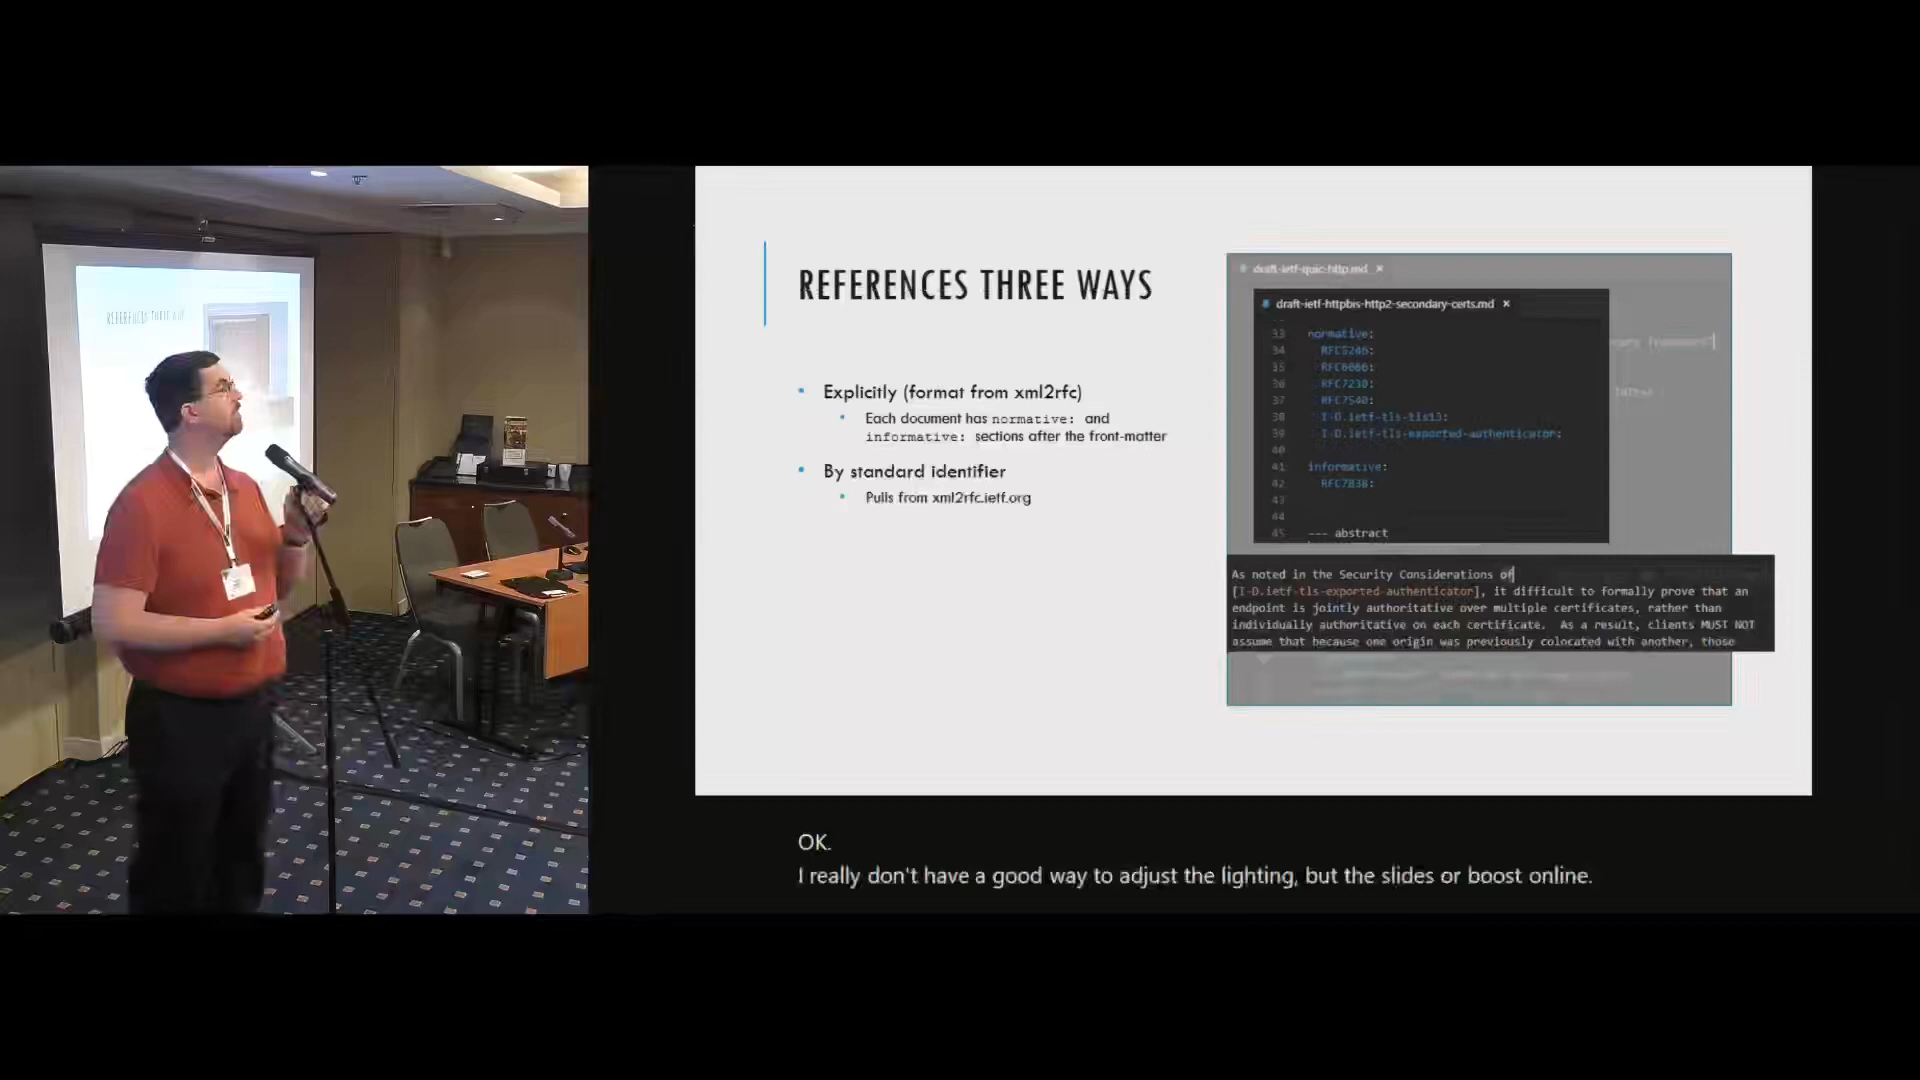 REFERENCES THREE WAYS
• Explicitly (format from xml2rfc)
• Each document has normative: and
informative: sections after the front-matter
• By standard identifier
• Pulls from xml2rfc.ietf.org
draft-ietf-quic-http.md ×
draft-ietf-httpbis-http2-secondary-certs.md ×
33 normative:
34 RFC5246:
35 RFC6066:
36 RFC7230:
37 RFC7540:
38 I-D.ietf-tls-tls13:
39 I-D.ietf-tls-exported-authenticator:
40
41 informative:
42 RFC7838:
43
44
45 --- abstract
As noted in the Security Considerations of
[I-D.ietf-tls-exported-authenticator], it difficult to formally prove that an
endpoint is jointly authoritative over multiple certificates, rather than
individually authoritative on each certificate. As a result, clients MUST NOT
assume that because one origin was previously colocated with another, those
OK.
I really don't have a good way to adjust the lighting, but the slides or boost online.
REFERENCES THREE WAY